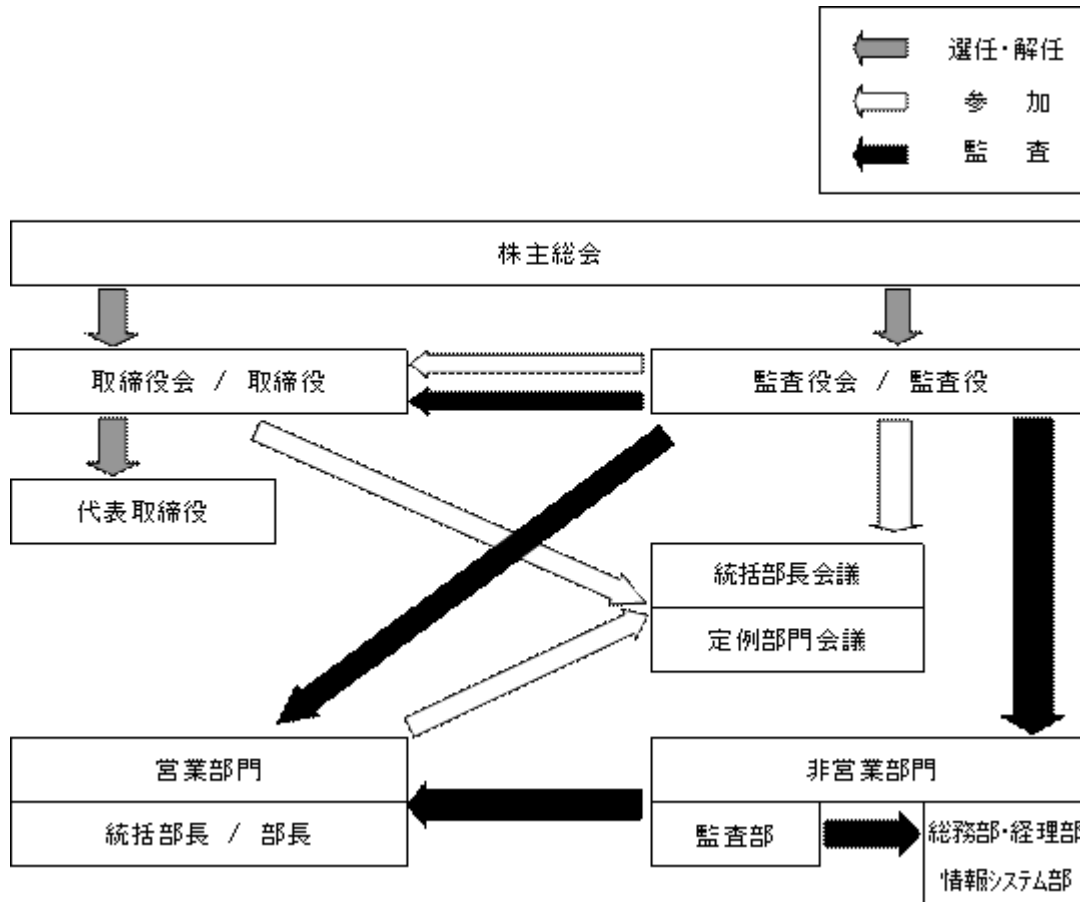 選任・解任
参　加
監　査
株主総会
取締役会 / 取締役
監査役会 / 監査役
代表取締役
統括部長会議
定例部門会議
営業部門
非営業部門
統括部長 / 部長
監査部
総務部・経理部
情報システム部